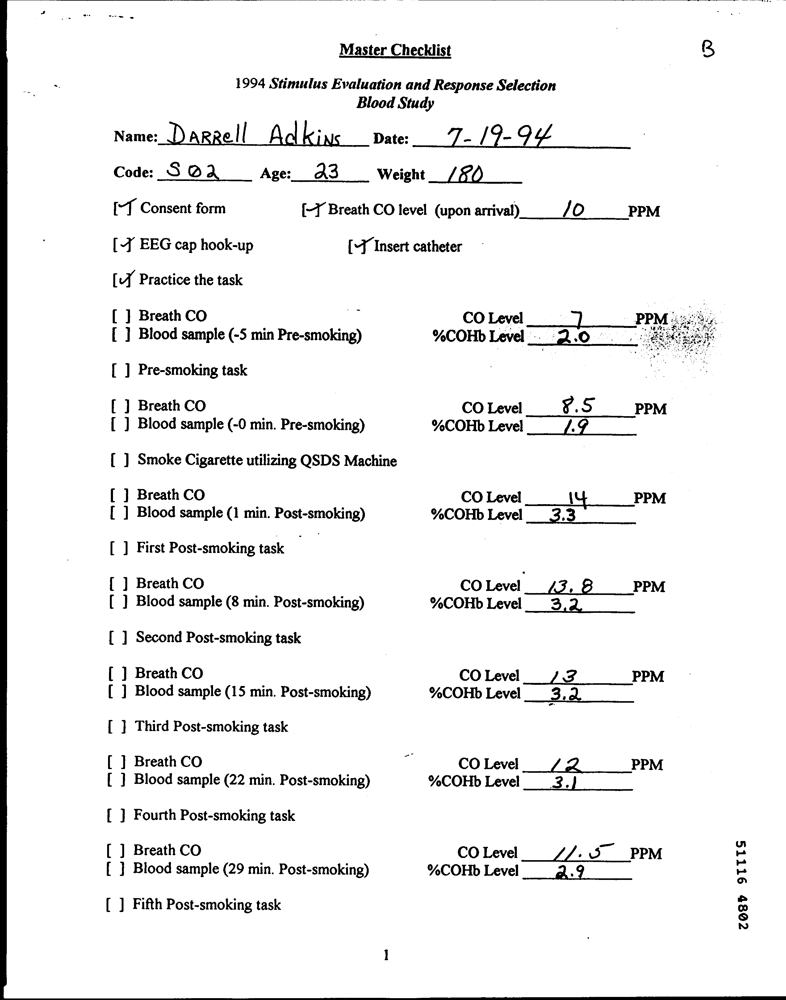 Master Checklist
B
1994 Stimulus Evaluation and Response Selection
Blood Study
Name: DARRell AdKiNs Date: 7-19-94
Code: S02 Age: 23 Weight 180
[✓] Consent form [✓] Breath CO level (upon arrival) 10 PPM
[✓] EEG cap hook-up [✓] Insert catheter
[✓] Practice the task
[ ] Breath CO CO Level 7 PPM
[ ] Blood sample (-5 min Pre-smoking) %COHb Level 2.0
[ ] Pre-smoking task
[ ] Breath CO CO Level 8.5 PPM
[ ] Blood sample (-0 min. Pre-smoking) %COHb Level 1.9
[ ] Smoke Cigarette utilizing QSDS Machine
[ ] Breath CO CO Level 14 PPM
[ ] Blood sample (1 min. Post-smoking) %COHb Level 3.3
[ ] First Post-smoking task
[ ] Breath CO CO Level 13.8 PPM
[ ] Blood sample (8 min. Post-smoking) %COHb Level 3.2
[ ] Second Post-smoking task
[ ] Breath CO CO Level 13 PPM
[ ] Blood sample (15 min. Post-smoking) %COHb Level 3.2
[ ] Third Post-smoking task
[ ] Breath CO CO Level 12 PPM
[ ] Blood sample (22 min. Post-smoking) %COHb Level 3.1
[ ] Fourth Post-smoking task
[ ] Breath CO CO Level 11.5 PPM
[ ] Blood sample (29 min. Post-smoking) %COHb Level 2.9
[ ] Fifth Post-smoking task
51116 4802
1